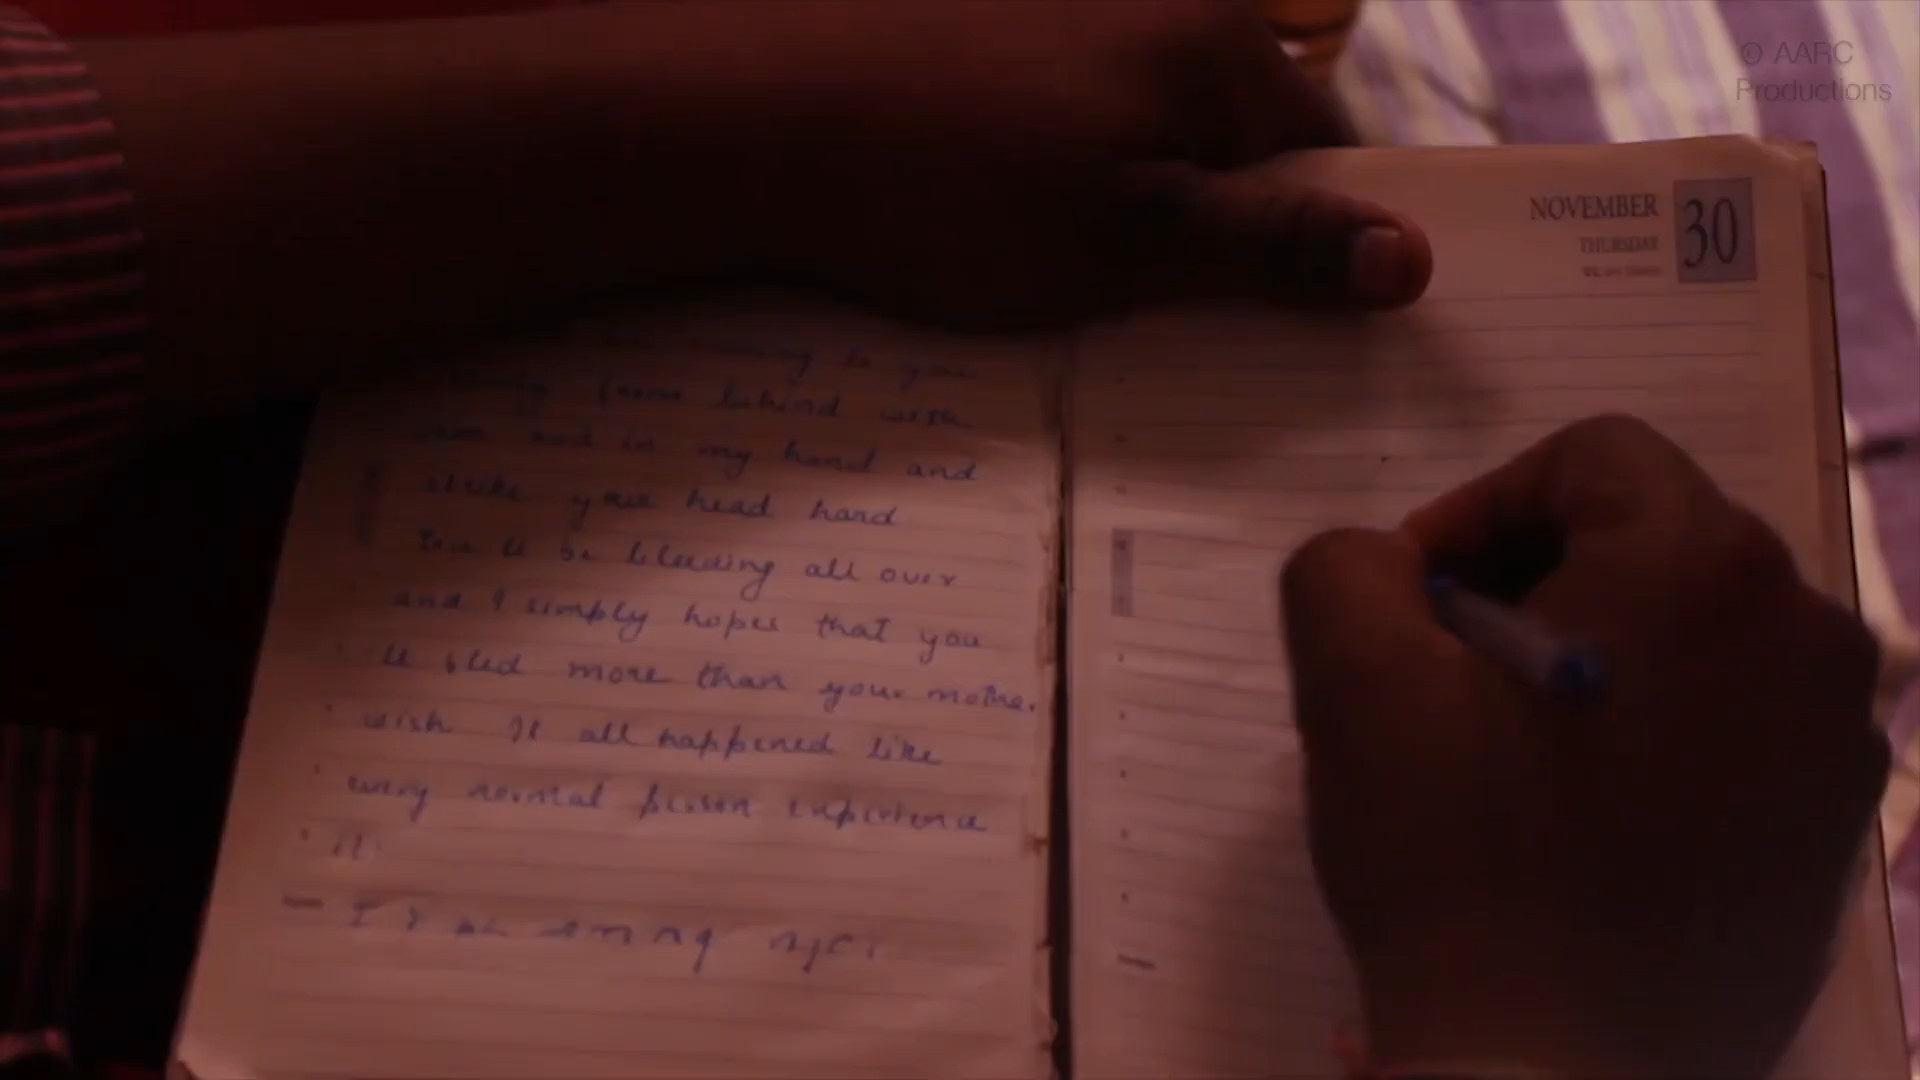 © AARC
Productions
NOVEMBER
THURSDAY
30
coming to you
from behind with
rod in my hand and
strike your head hard
You ll be bleeding all over
and I simply hopes that you
ll bled more than your mothe.
wish It all happened like
every normal person experience
it.